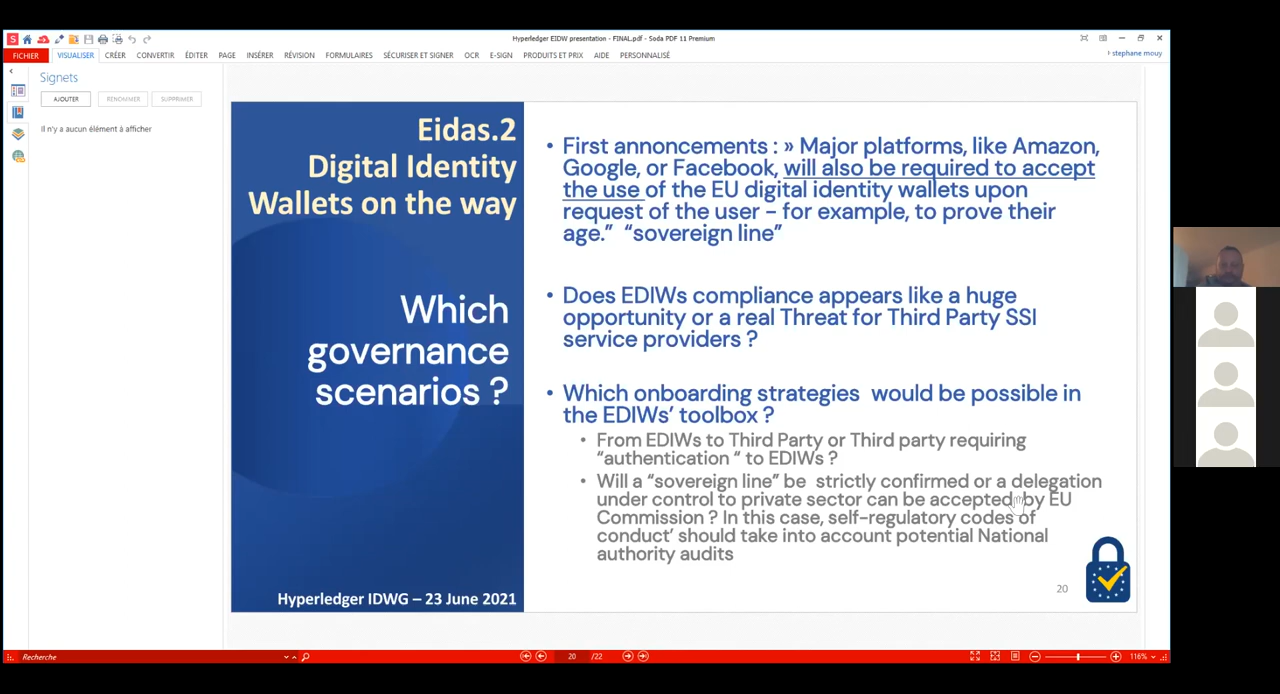 Hyperledger EIDW presentation - FINAL.pdf - Soda PDF 11 Premium
FICHIER VISUALISER CRÉER CONVERTIR ÉDITER PAGE INSÉRER RÉVISION FORMULAIRES SÉCURISER ET SIGNER OCR E-SIGN PRODUITS ET PRIX AIDE PERSONNALISÉ stephane mouy
Signets
AJOUTER RENOMMER SUPPRIMER
Il n'y a aucun élément à afficher
Eidas.2
Digital Identity
Wallets on the way
Which
governance
scenarios ?
Hyperledger IDWG – 23 June 2021
• First annoncements : » Major platforms, like Amazon,
Google, or Facebook, will also be required to accept
the use of the EU digital identity wallets upon
request of the user – for example, to prove their
age.” “sovereign line”
• Does EDIWs compliance appears like a huge
opportunity or a real Threat for Third Party SSI
service providers ?
• Which onboarding strategies would be possible in
the EDIWs’ toolbox ?
• From EDIWs to Third Party or Third party requiring
“authentication “ to EDIWs ?
• Will a “sovereign line” be strictly confirmed or a delegation
under control to private sector can be accepted by EU
Commission ? In this case, self-regulatory codes of
conduct’ should take into account potential National
authority audits
20
Recherche
20 /22
116%